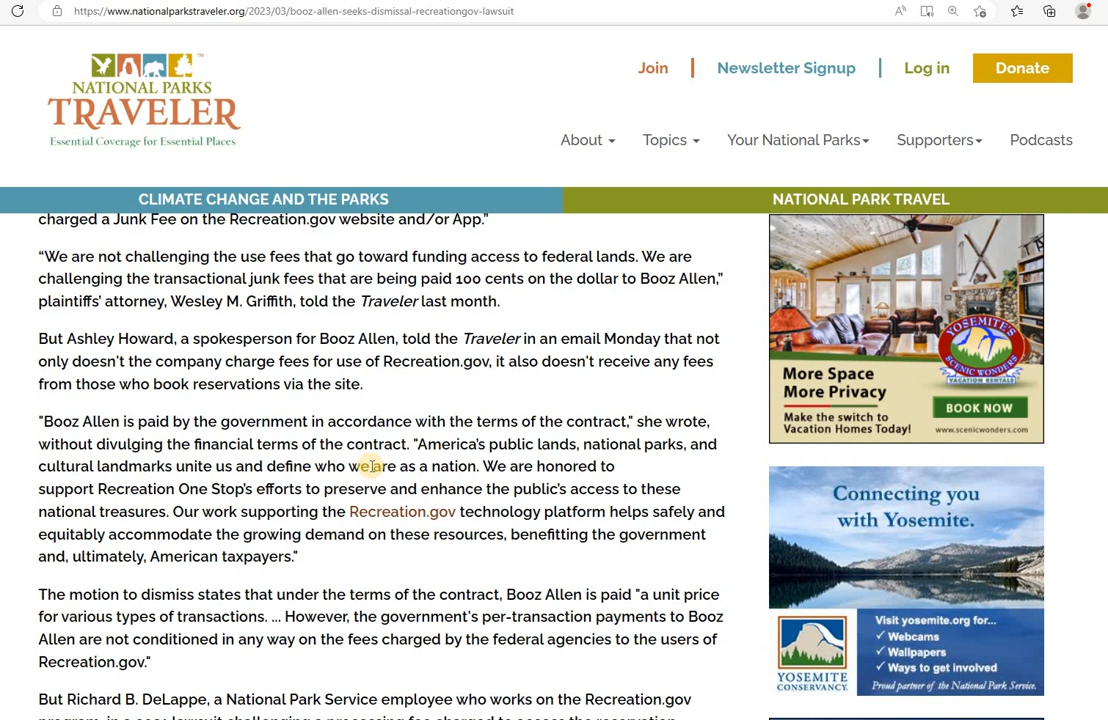 https://www.nationalparkstraveler.org/2023/03/booz-allen-seeks-dismissal-recreationgov-lawsuit
NATIONAL PARKS
TRAVELER
Essential Coverage for Essential Places
TM
Join
Newsletter Signup
Log in
Donate
About
Topics
Your National Parks
Supporters
Podcasts
CLIMATE CHANGE AND THE PARKS
NATIONAL PARK TRAVEL
charged a Junk Fee on the Recreation.gov website and/or App.”
“We are not challenging the use fees that go toward funding access to federal lands. We are
challenging the transactional junk fees that are being paid 100 cents on the dollar to Booz Allen,”
plaintiffs’ attorney, Wesley M. Griffith, told the Traveler last month.
But Ashley Howard, a spokesperson for Booz Allen, told the Traveler in an email Monday that not
only doesn't the company charge fees for use of Recreation.gov, it also doesn't receive any fees
from those who book reservations via the site.
"Booz Allen is paid by the government in accordance with the terms of the contract," she wrote,
without divulging the financial terms of the contract. "America’s public lands, national parks, and
cultural landmarks unite us and define who we are as a nation. We are honored to
support Recreation One Stop’s efforts to preserve and enhance the public’s access to these
national treasures. Our work supporting the Recreation.gov technology platform helps safely and
equitably accommodate the growing demand on these resources, benefitting the government
and, ultimately, American taxpayers."
The motion to dismiss states that under the terms of the contract, Booz Allen is paid "a unit price
for various types of transactions. ... However, the government's per-transaction payments to Booz
Allen are not conditioned in any way on the fees charged by the federal agencies to the users of
Recreation.gov."
But Richard B. DeLappe, a National Park Service employee who works on the Recreation.gov
YOSEMITE'S
SCENIC WONDERS
VACATION RENTALS
More Space
More Privacy
Make the switch to
Vacation Homes Today!
BOOK NOW
www.scenicwonders.com
Connecting you
with Yosemite.
YOSEMITE
CONSERVANCY.
Visit yosemite.org for...
✓ Webcams
✓ Wallpapers
✓ Ways to get involved
Proud partner of the National Park Service.